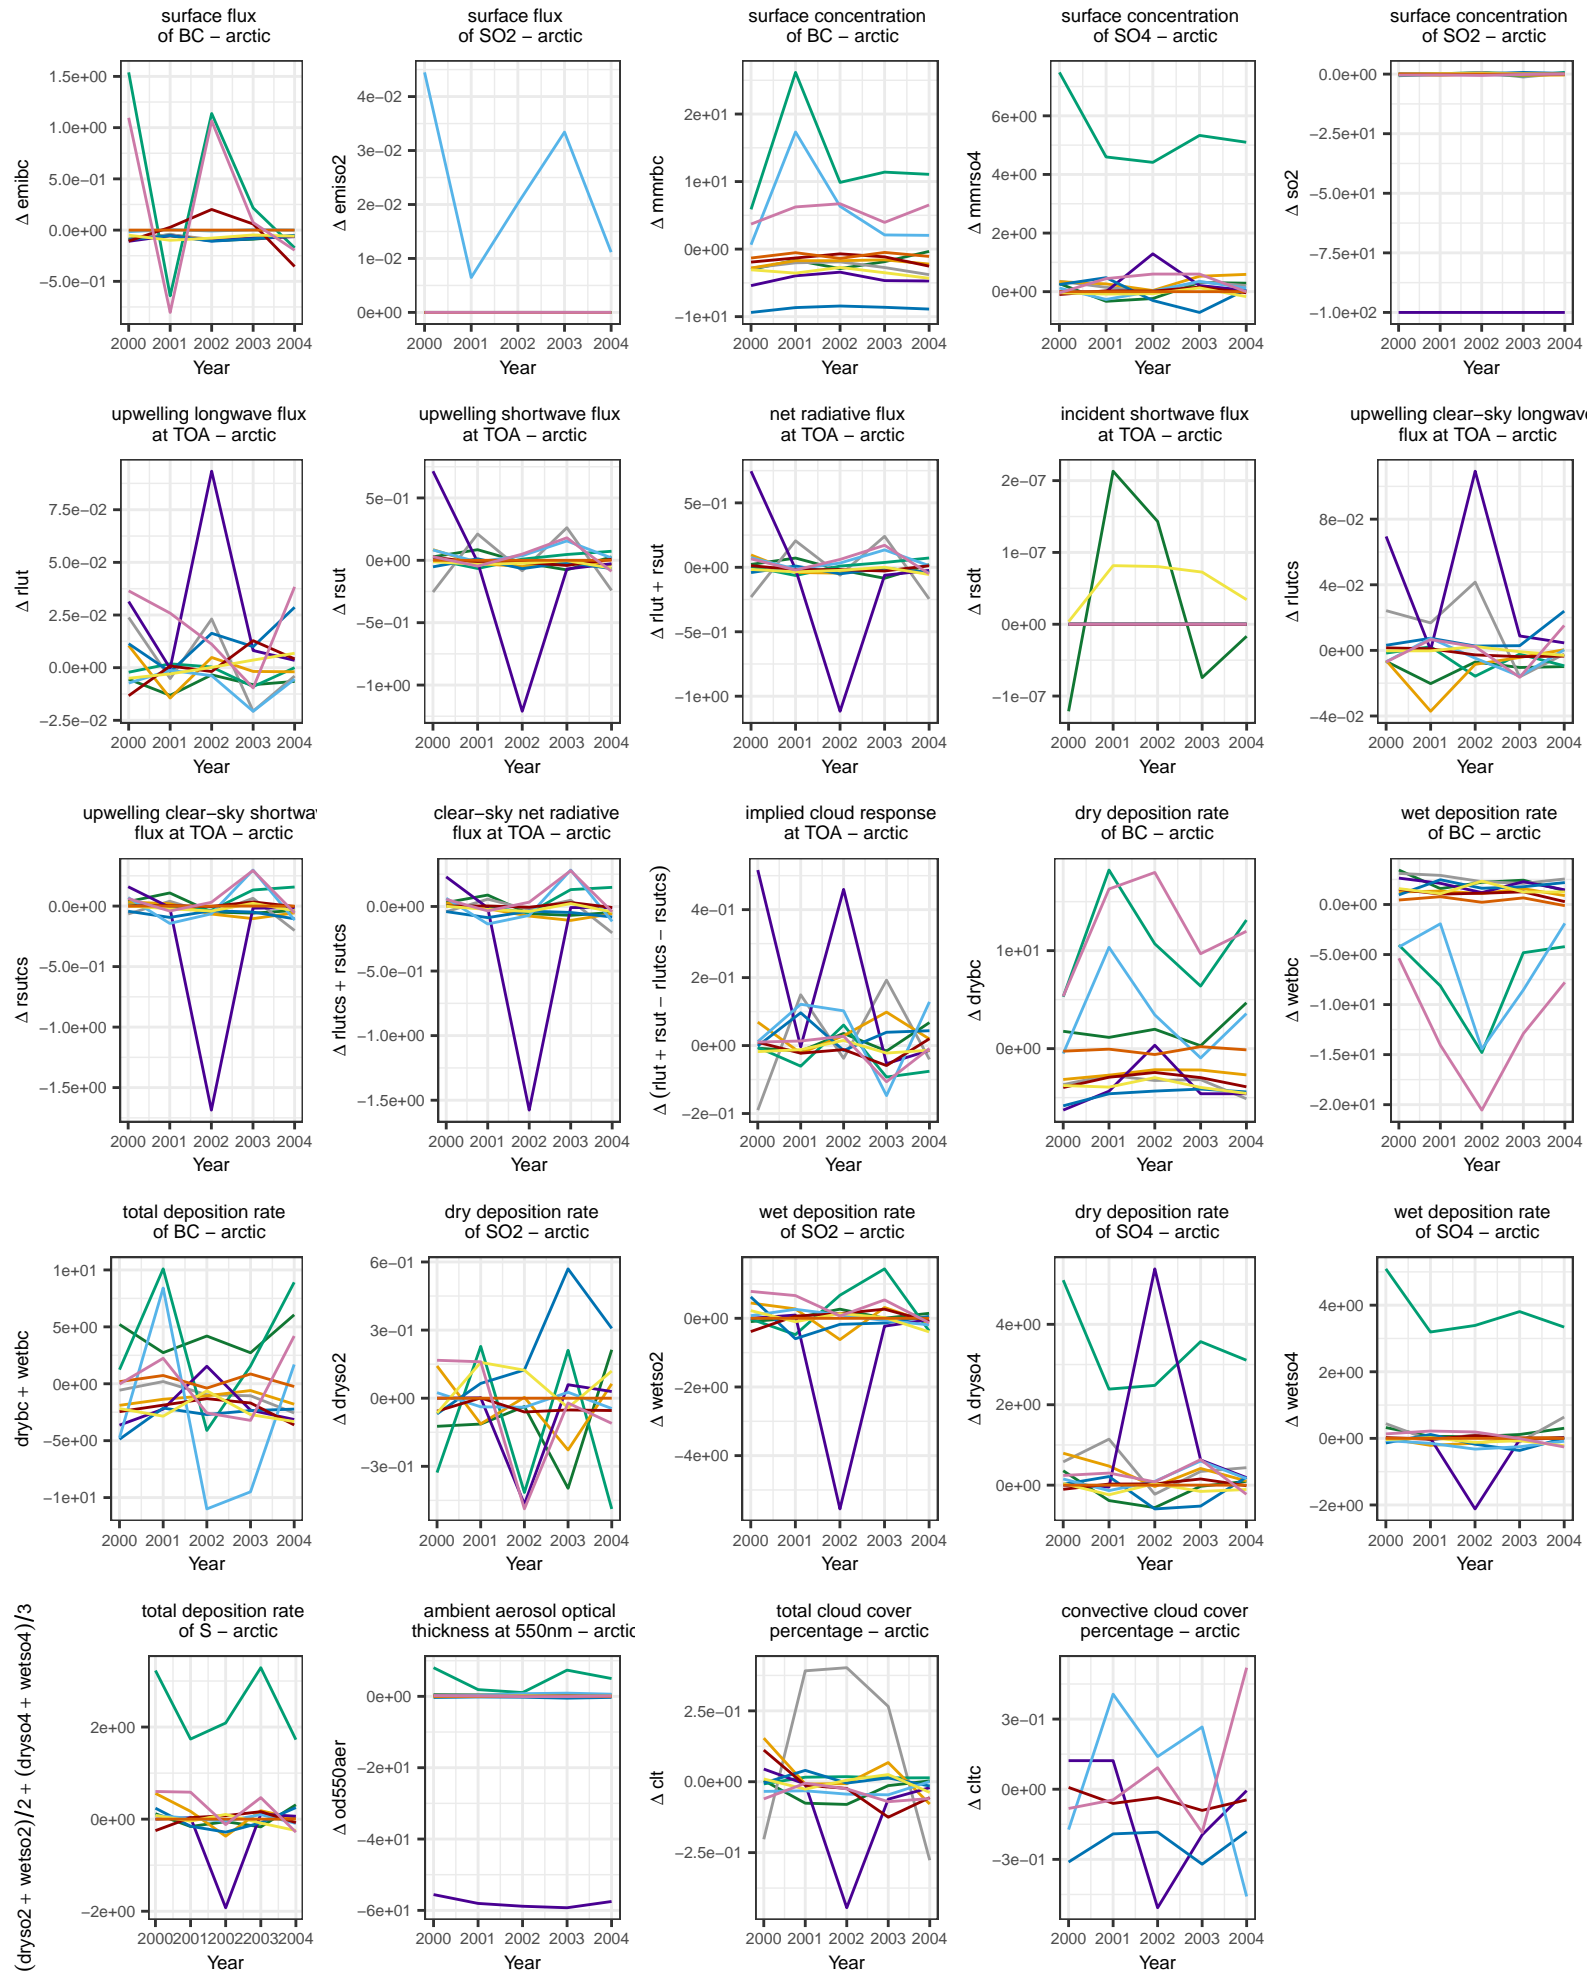 surface flux
of BC − arctic
Δ emibc
1.5e+00
1.0e+00
5.0e−01
0.0e+00
−5.0e−01
2000 2001 2002 2003 2004
Year
surface flux
of SO2 − arctic
Δ emiso2
4e−02
3e−02
2e−02
1e−02
0e+00
2000 2001 2002 2003 2004
Year
surface concentration
of BC − arctic
Δ mmrbc
2e+01
1e+01
0e+00
−1e+01
2000 2001 2002 2003 2004
Year
surface concentration
of SO4 − arctic
Δ mmrso4
6e+00
4e+00
2e+00
0e+00
2000 2001 2002 2003 2004
Year
surface concentration
of SO2 − arctic
Δ so2
0.0e+00
−2.5e+01
−5.0e+01
−7.5e+01
−1.0e+02
2000 2001 2002 2003 2004
Year
upwelling longwave flux
at TOA − arctic
Δ rlut
7.5e−02
5.0e−02
2.5e−02
0.0e+00
−2.5e−02
2000 2001 2002 2003 2004
Year
upwelling shortwave flux
at TOA − arctic
Δ rsut
5e−01
0e+00
−5e−01
−1e+00
2000 2001 2002 2003 2004
Year
net radiative flux
at TOA − arctic
Δ rlut + rsut
5e−01
0e+00
−5e−01
−1e+00
2000 2001 2002 2003 2004
Year
incident shortwave flux
at TOA − arctic
Δ rsdt
2e−07
1e−07
0e+00
−1e−07
2000 2001 2002 2003 2004
Year
upwelling clear−sky longwave
flux at TOA − arctic
Δ rlutcs
8e−02
4e−02
0e+00
−4e−02
2000 2001 2002 2003 2004
Year
upwelling clear−sky shortwav
flux at TOA − arctic
Δ rsutcs
0.0e+00
−5.0e−01
−1.0e+00
−1.5e+00
2000 2001 2002 2003 2004
Year
clear−sky net radiative
flux at TOA − arctic
Δ rlutcs + rsutcs
0.0e+00
−5.0e−01
−1.0e+00
−1.5e+00
2000 2001 2002 2003 2004
Year
implied cloud response
at TOA − arctic
Δ (rlut + rsut − rlutcs − rsutcs)
4e−01
2e−01
0e+00
−2e−01
2000 2001 2002 2003 2004
Year
dry deposition rate
of BC − arctic
Δ drybc
1e+01
0e+00
2000 2001 2002 2003 2004
Year
wet deposition rate
of BC − arctic
Δ wetbc
0.0e+00
−5.0e+00
−1.0e+01
−1.5e+01
−2.0e+01
2000 2001 2002 2003 2004
Year
total deposition rate
of BC − arctic
drybc + wetbc
1e+01
5e+00
0e+00
−5e+00
−1e+01
2000 2001 2002 2003 2004
Year
dry deposition rate
of SO2 − arctic
Δ dryso2
6e−01
3e−01
0e+00
−3e−01
2000 2001 2002 2003 2004
Year
wet deposition rate
of SO2 − arctic
Δ wetso2
0e+00
−2e+00
−4e+00
2000 2001 2002 2003 2004
Year
dry deposition rate
of SO4 − arctic
Δ dryso4
4e+00
2e+00
0e+00
2000 2001 2002 2003 2004
Year
wet deposition rate
of SO4 − arctic
Δ wetso4
4e+00
2e+00
0e+00
−2e+00
2000 2001 2002 2003 2004
Year
total deposition rate
of S − arctic
(dryso2 + wetso2)/2 + (dryso4 + wetso4)/3
2e+00
0e+00
−2e+00
2000 2001 2002 2003 2004
Year
ambient aerosol optical
thickness at 550nm − arctic
Δ od550aer
0e+00
−2e+01
−4e+01
−6e+01
2000 2001 2002 2003 2004
Year
total cloud cover
percentage − arctic
Δ clt
2.5e−01
0.0e+00
−2.5e−01
2000 2001 2002 2003 2004
Year
convective cloud cover
percentage − arctic
Δ cltc
3e−01
0e+00
−3e−01
2000 2001 2002 2003 2004
Year